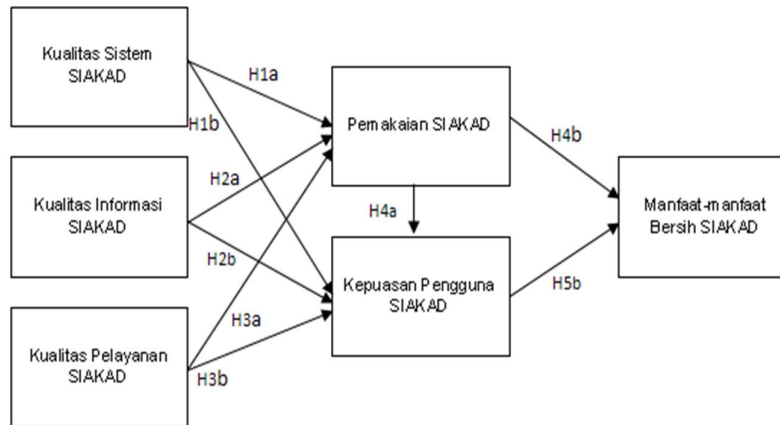 Kualitas Sistem
SIAKAD
H1a
H1b
Pemakaian SIAKAD
H4b
Kualitas Informasi
SIAKAD
H2a
H2b
H4a
Manfaat-manfaat
Bersih SIAKAD
Kepuasan Pengguna
SIAKAD
H5b
H3a
Kualitas Pelayanan
SIAKAD
H3b